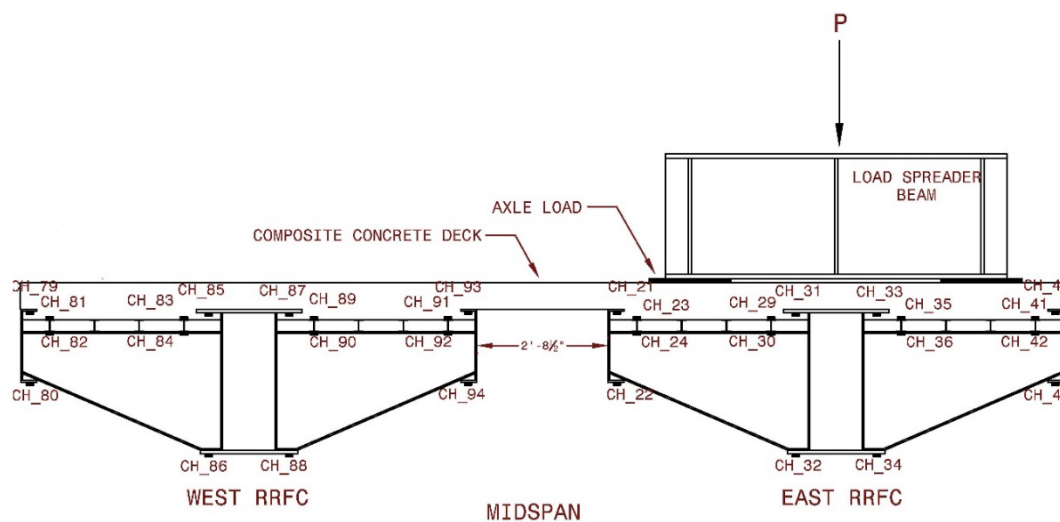 P
LOAD SPREADER
BEAM
AXLE LOAD
COMPOSITE CONCRETE DECK
CH_79
CH_81
CH_83
CH_85
CH_87
CH_89
CH_91
CH_93
CH_21
CH_23
CH_29
CH_31
CH_33
CH_35
CH_41
CH_4
CH_82
CH_84
CH_90
CH_92
2'-8½"
CH_24
CH_30
CH_36
CH_42
CH_80
CH_94
CH_22
CH_4
CH_86
CH_88
CH_32
CH_34
WEST RRFC
EAST RRFC
MIDSPAN